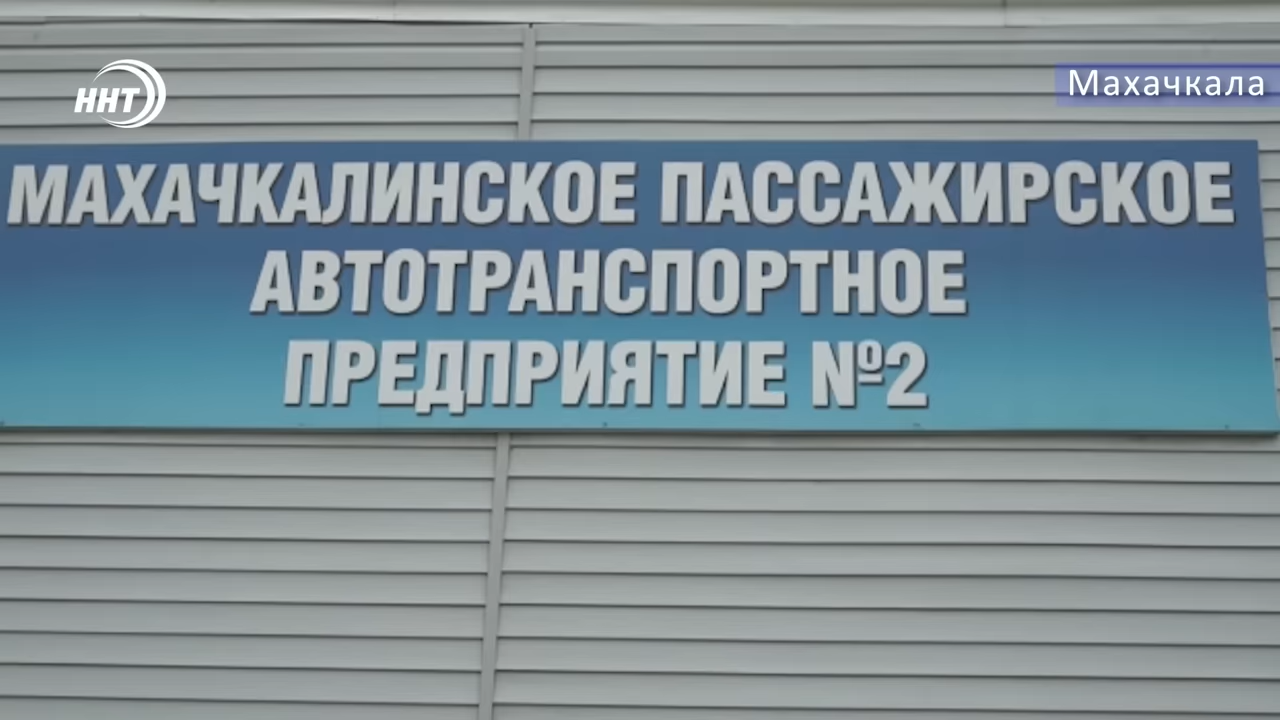 ННТ
Махачкала
МАХАЧКАЛИНСКОЕ ПАССАЖИРСКОЕ
АВТОТРАНСПОРТНОЕ
ПРЕДПРИЯТИЕ №2